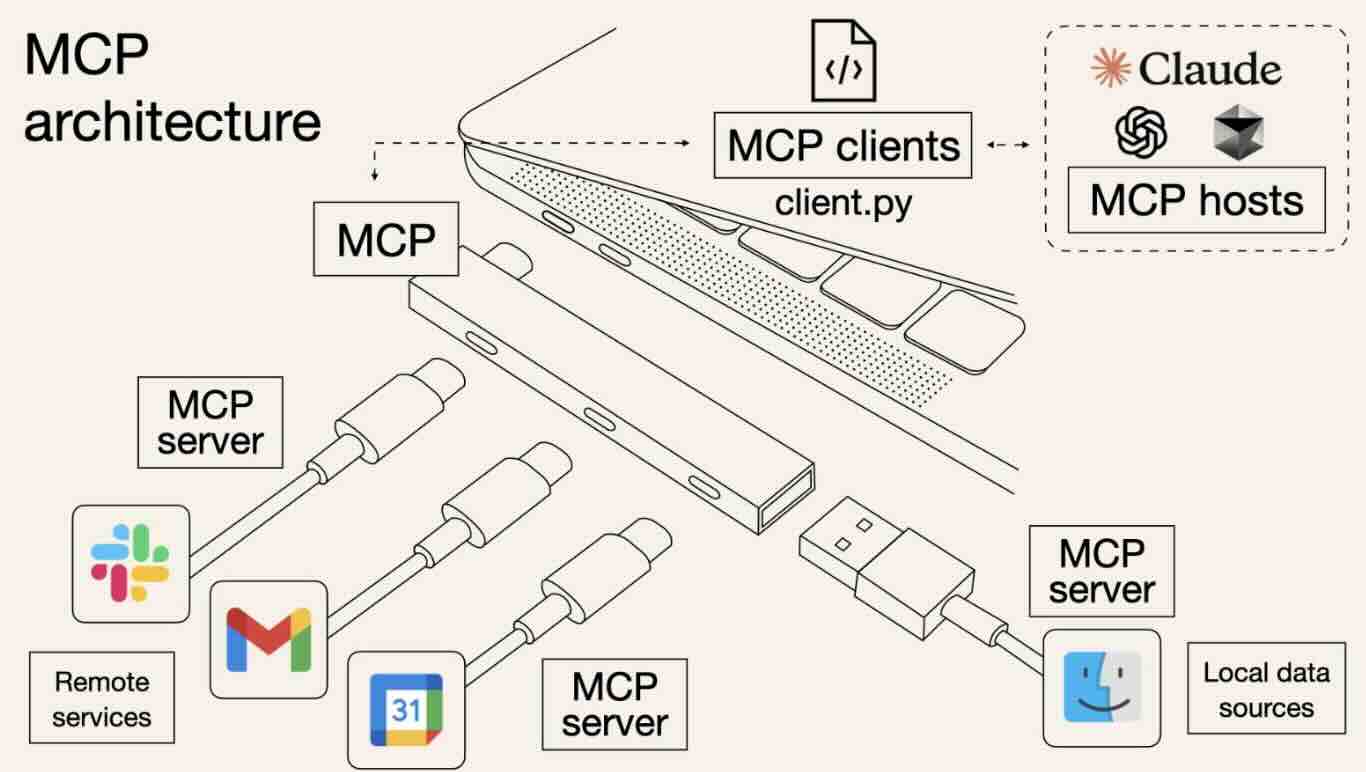 MCP
architecture
</>
MCP clients
client.py
Claude
MCP hosts
MCP
MCP
server
MCP
server
MCP
server
Remote
services
31
Local data
sources